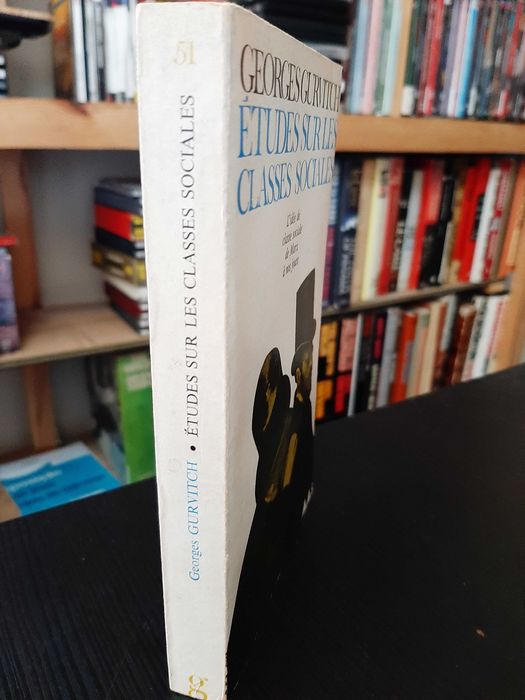 51
Georges GURVITCH • ÉTUDES SUR LES CLASSES SOCIALES
GEORGES GURVITCH
ÉTUDES SUR LES
CLASSES SOCIALES
L'idée de
classe sociale
de Marx
à nos jours